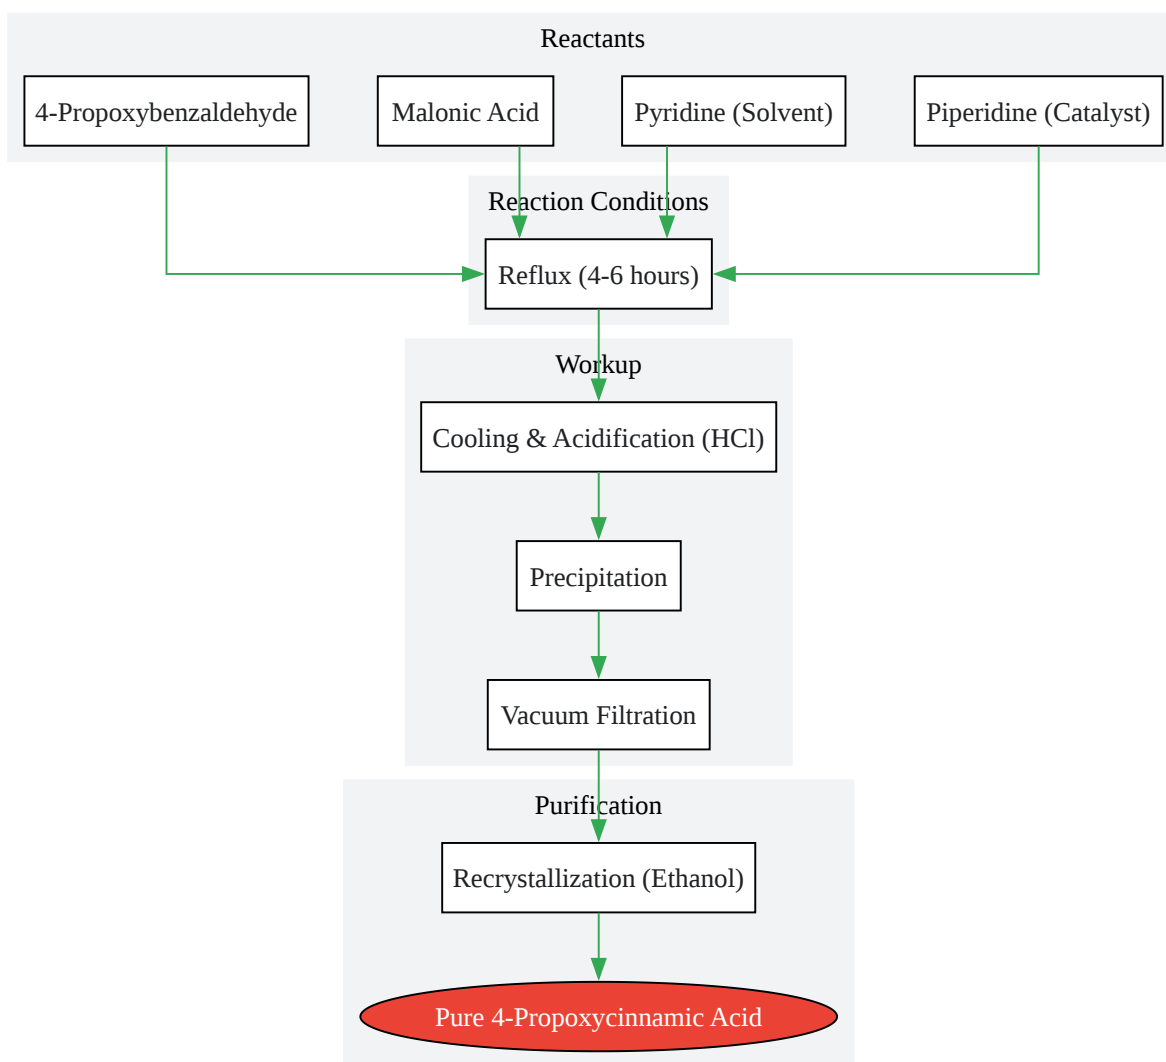 Reactants
4-Propoxybenzaldehyde
Malonic Acid
Pyridine (Solvent)
Piperidine (Catalyst)
Reaction Conditions
Reflux (4-6 hours)
Workup
Cooling & Acidification (HCl)
Precipitation
Vacuum Filtration
Purification
Recrystallization (Ethanol)
Pure 4-Propoxycinnamic Acid